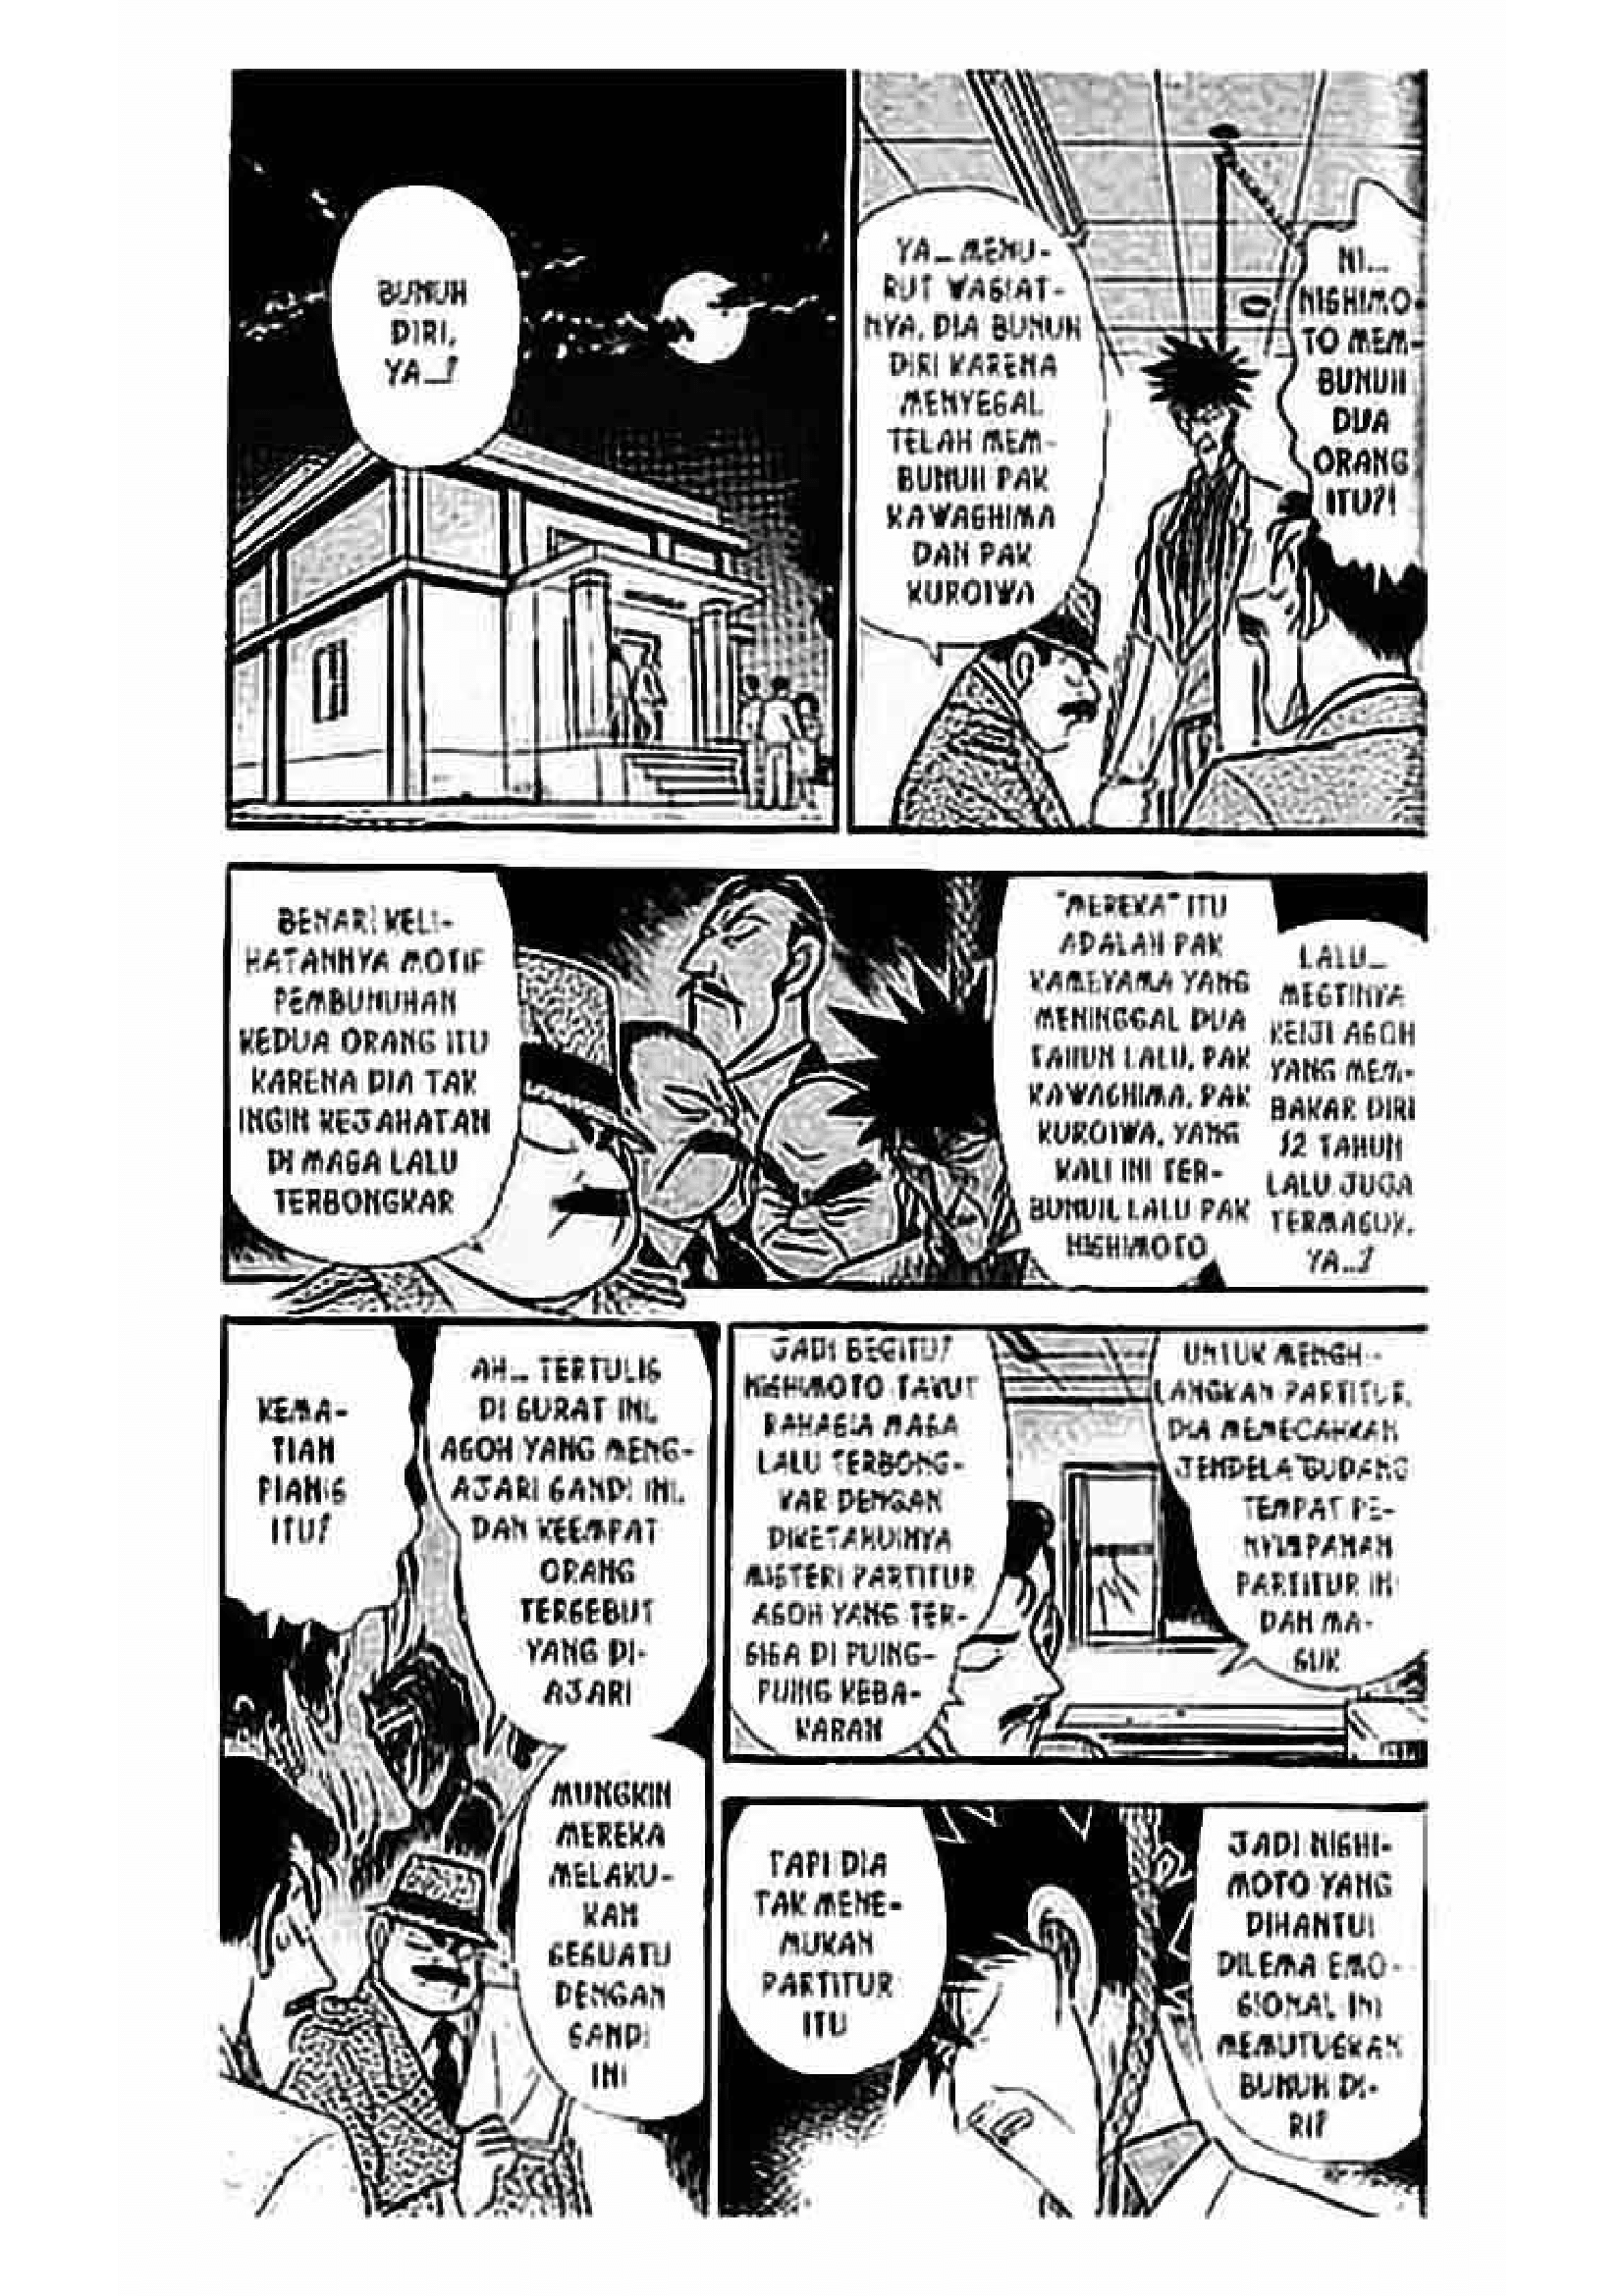 BUNUH
DIRI,
YA...?
YA... MENU-
RUT WASIAT-
NYA, DIA BUNUH
DIRI KARENA
MENYESAL
TELAH MEM-
BUNUH PAK
KAWASHIMA
DAN PAK
KUROIWA
NI...
NISHIMO-
TO MEM-
BUNUH
DUA
ORANG
ITU?!
BENAR! KELI-
HATANNYA MOTIF
PEMBUNUHAN
KEDUA ORANG ITU
KARENA DIA TAK
INGIN KEJAHATAN
DI MASA LALU
TERBONGKAR
"MEREKA" ITU
ADALAH PAK
KAMEYAMA YANG
MENINGGAL DUA
TAHUN LALU, PAK
KAWASHIMA, PAK
KUROIWA, YANG
KALI INI TER-
BUNUH, LALU PAK
NISHIMOTO
LALU...
MESTINYA
KEIJI ASOH
YANG MEM-
BAKAR DIRI
12 TAHUN
LALU JUGA
TERMASUK,
YA...?
KEMA-
TIAN
PIANIS
ITU?
AH... TERTULIS
DI SURAT INI,
ASOH YANG MENG-
AJARI SANDI INI,
DAN KEEMPAT
ORANG
TERSEBUT
YANG DI-
AJARI
MUNGKIN
MEREKA
MELAKU-
KAN
SESUATU
DENGAN
SANDI
INI
JADI BEGITU?
NISHIMOTO TAKUT
RAHASIA MASA
LALU TERBONG-
KAR DENGAN
DIKETAHUINYA
MISTERI PARTITUR
ASOH YANG TER-
SISA DI PUING-
PUING KEBA-
KARAN
UNTUK MENGHI-
LANGKAN PARTITUR,
DIA MEMECAHKAN
JENDELA GUDANG
TEMPAT PE-
NYIMPANAN
PARTITUR INI
DAN MA-
SUK
TAPI DIA
TAK MENE-
MUKAN
PARTITUR
ITU
JADI NISHI-
MOTO YANG
DIHANTUI
DILEMA EMO-
SIONAL INI
MEMUTUSKAN
BUNUH DI-
RI?